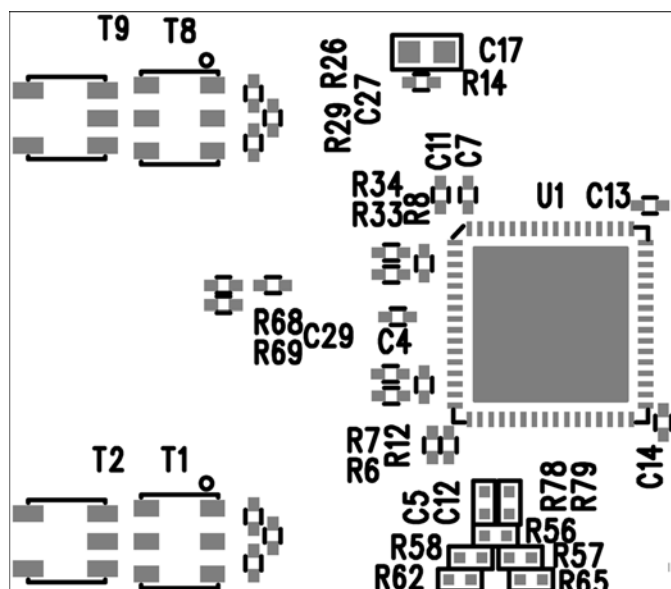 T9 T8
R26 C17
R29 C27 R14
C11 C7
R34
R33 R8 U1 C13
R68 C29 C4
R69
R7 R12
R6 C14
T2 T1
C5 C12 R78 R79
R56
R58 R57
R62 R65